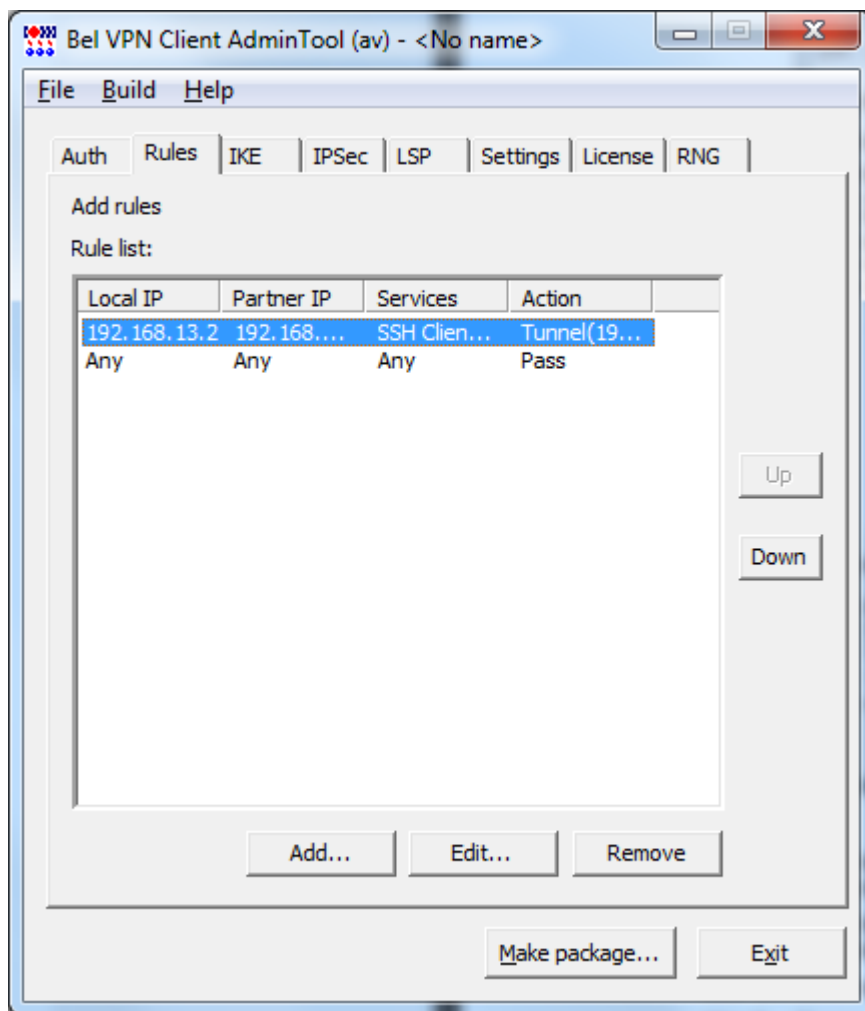 Bel VPN Client AdminTool (av) - <No name>
File Build Help
Auth Rules IKE IPSec LSP Settings License RNG
Add rules
Rule list:
Local IP Partner IP Services Action
192.168.13.2 192.168.... SSH Clien... Tunnel(19...
Any Any Any Pass
Up
Down
Add... Edit... Remove
Make package... Exit